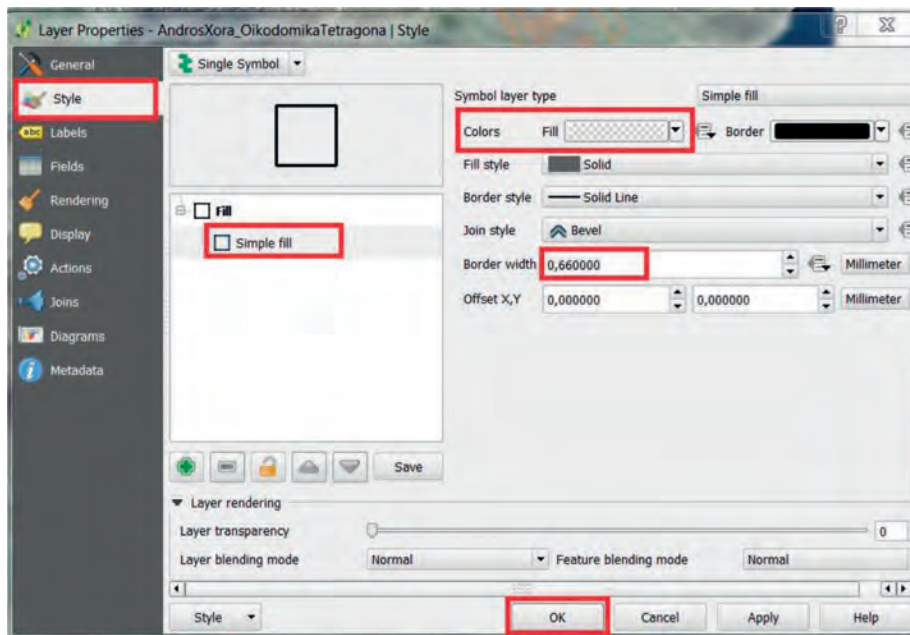 Layer Properties - AndrosXora_OikodomikaTetragona | Style
General
Style
abc Labels
Fields
Rendering
Display
Actions
Joins
Diagrams
Metadata
Single Symbol
Fill
Simple fill
Save
Symbol layer type Simple fill
Colors Fill Border
Fill style Solid
Border style Solid Line
Join style Bevel
Border width 0,660000 Millimeter
Offset X,Y 0,000000 0,000000 Millimeter
Layer rendering
Layer transparency 0
Layer blending mode Normal Feature blending mode Normal
Style OK Cancel Apply Help